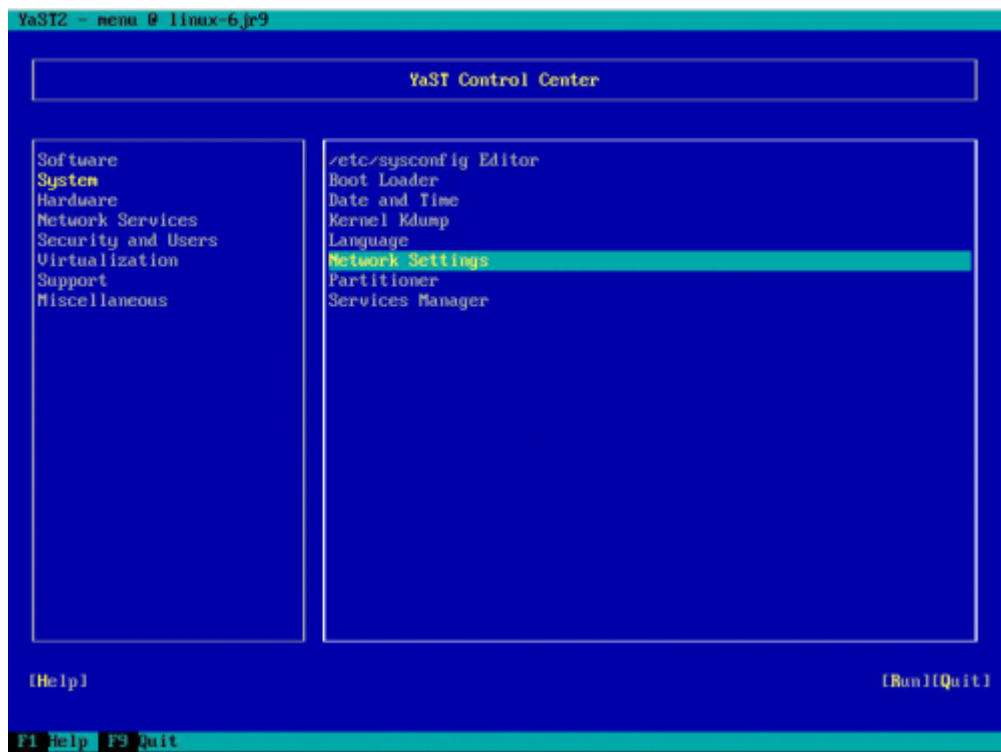 YaST2 - menu @ linux-6jr9
YaST Control Center
Software
System
Hardware
Network Services
Security and Users
Virtualization
Support
Miscellaneous
/etc/sysconfig Editor
Boot Loader
Date and Time
Kernel Kdump
Language
Network Settings
Partitioner
Services Manager
[Help] [Run][Quit]
F1 Help F9 Quit